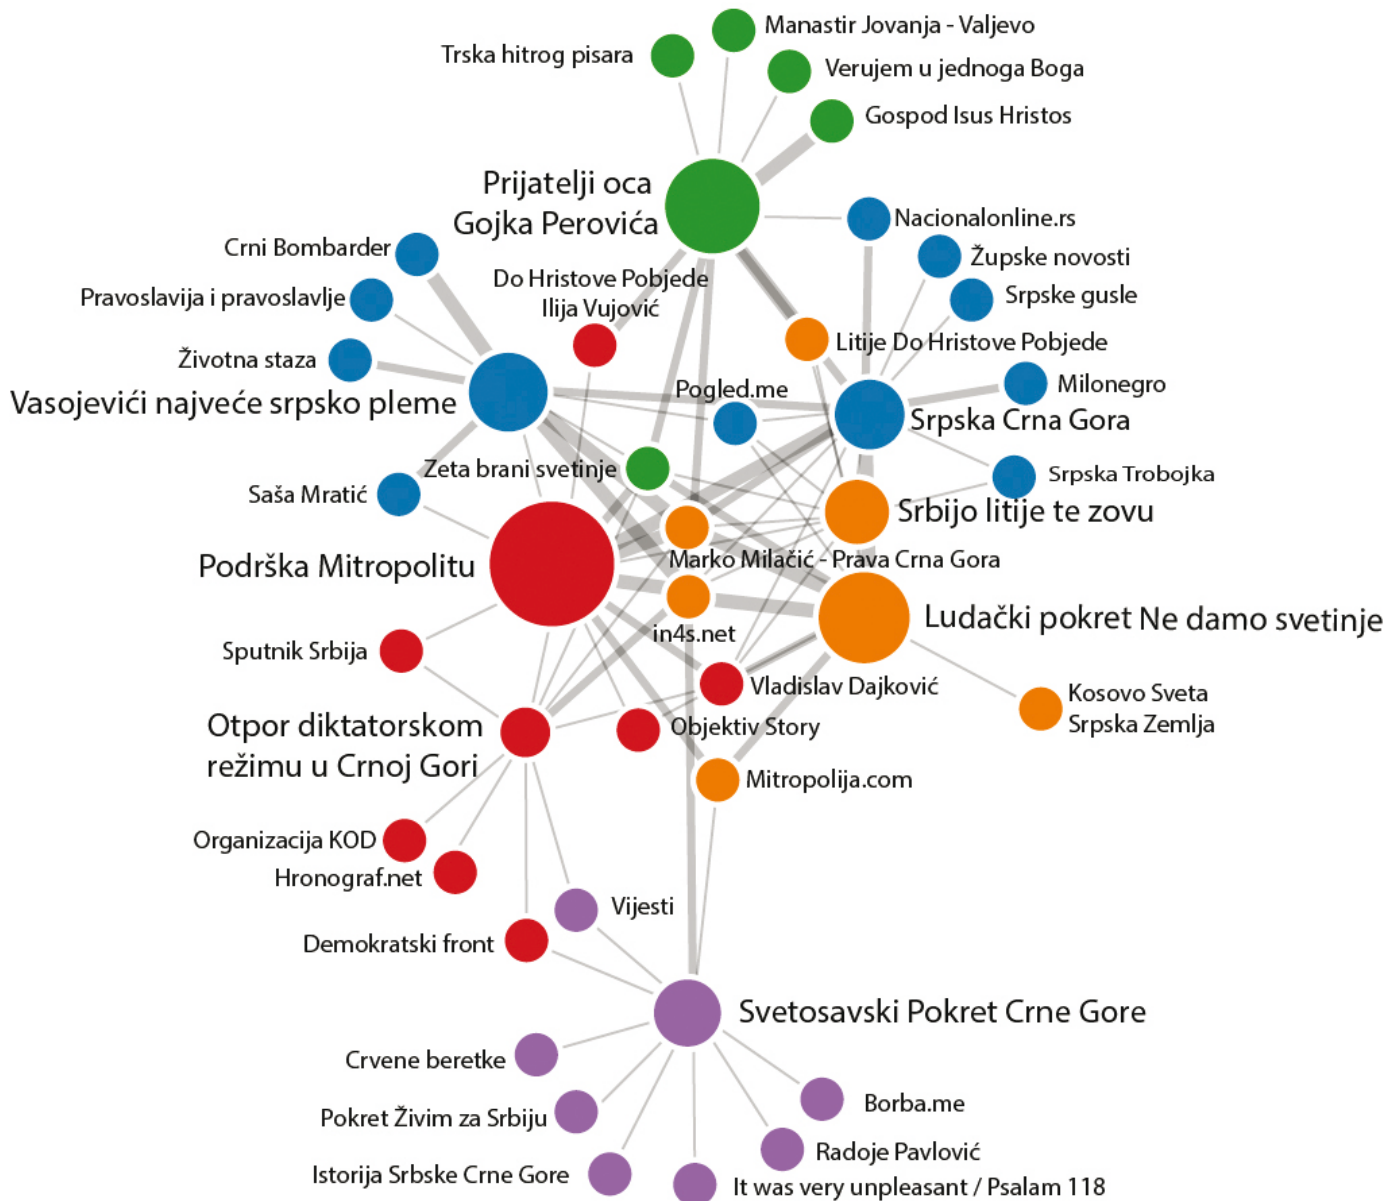 Manastir Jovanja - Valjevo
Trska hitrog pisara
Verujem u jednoga Boga
Gospod Isus Hristos
Prijatelji oca
Gojka Perovića
Nacionalonline.rs
Crni Bombarder
Župske novosti
Do Hristove Pobjede
Ilija Vujović
Pravoslavija i pravoslavlje
Srpske gusle
Litije Do Hristove Pobjede
Životna staza
Pogled.me
Milonegro
Vasojevići najveće srpsko pleme
Srpska Crna Gora
Zeta brani svetinje
Srpska Trobojka
Saša Mratić
Srbijo litije te zovu
Marko Milačić - Prava Crna Gora
Podrška Mitropolitu
Ludački pokret Ne damo svetinje
in4s.net
Sputnik Srbija
Vladislav Dajković
Kosovo Sveta
Srpska Zemlja
Otpor diktatorskom
režimu u Crnoj Gori
Objektiv Story
Mitropolija.com
Organizacija KOD
Hronograf.net
Vijesti
Demokratski front
Svetosavski Pokret Crne Gore
Crvene beretke
Borba.me
Pokret Živim za Srbiju
Radoje Pavlović
Istorija Srbske Crne Gore
It was very unpleasant / Psalam 118